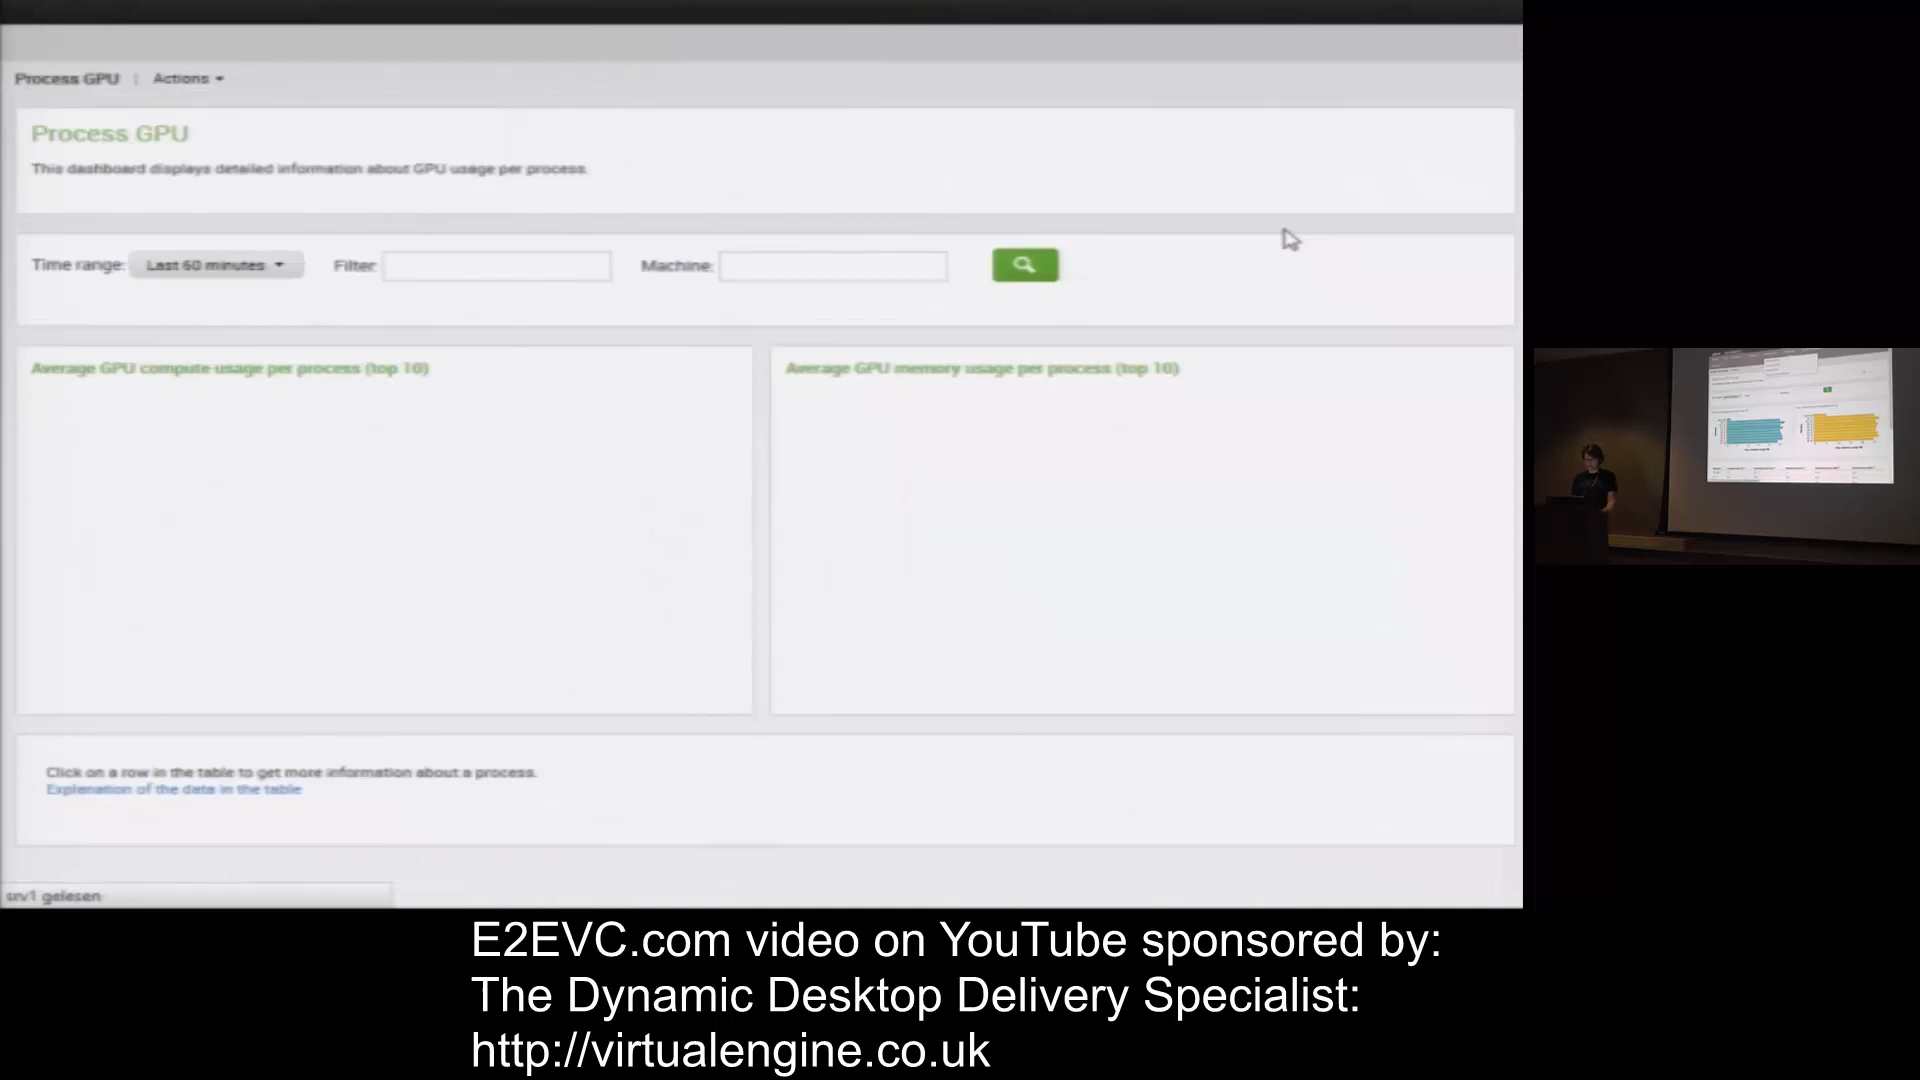 Process GPU | Actions
Process GPU
This dashboard displays detailed information about GPU usage per process.
Time range: Last 60 minutes Filter: Machine:
Average GPU compute usage per process (top 10)
Average GPU memory usage per process (top 10)
Click on a row in the table to get more information about a process.
Explanation of the data in the table
srv1 gelesen
E2EVC.com video on YouTube sponsored by:
The Dynamic Desktop Delivery Specialist:
http://virtualengine.co.uk